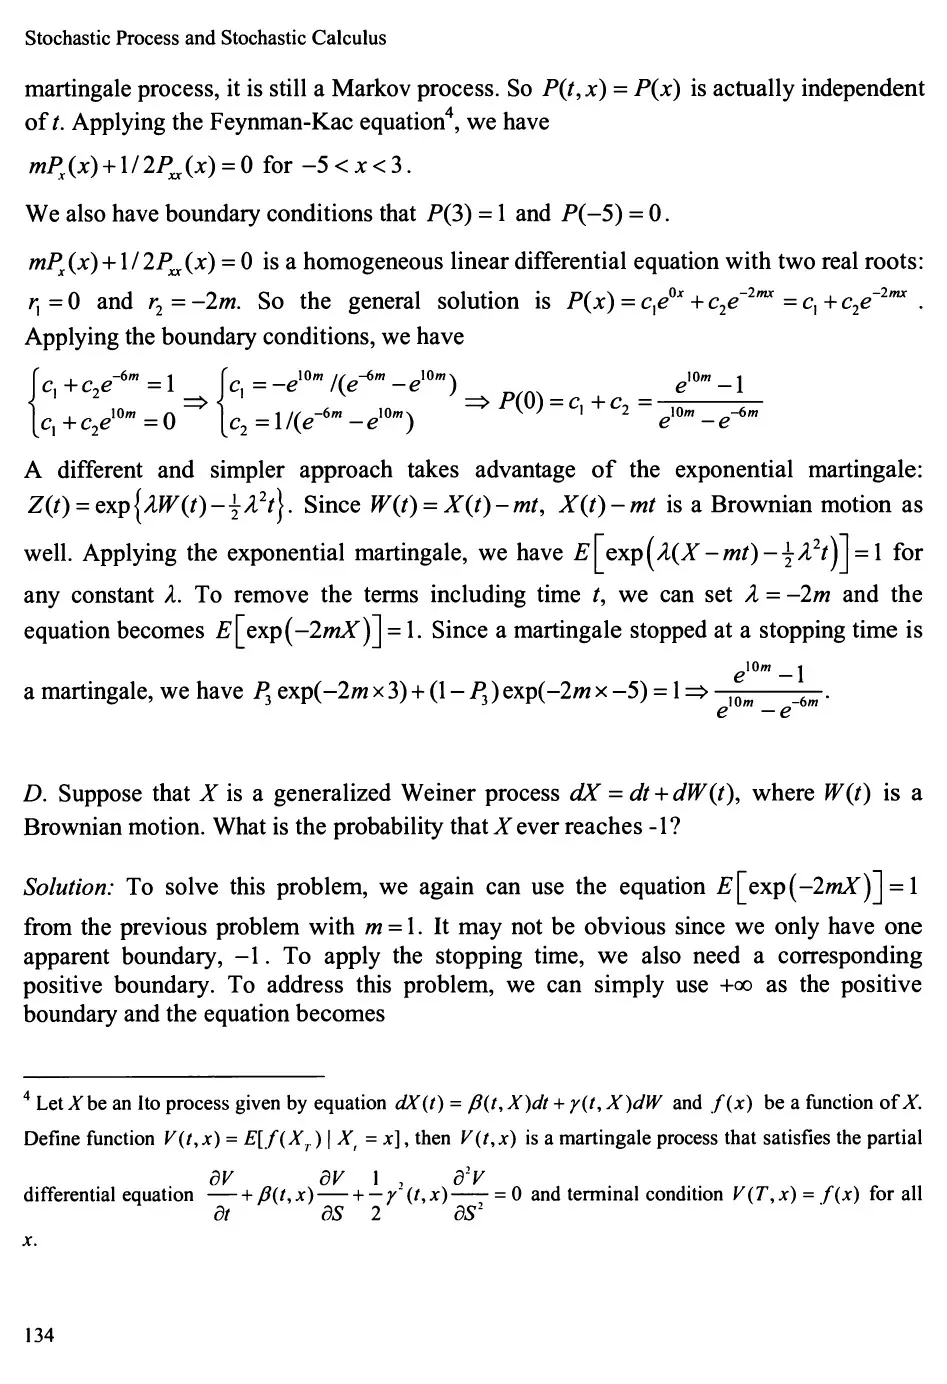 Stochastic Process and Stochastic Calculus
martingale process, it is still a Markov process. So P(t, x) = P(x) is actually independent
of t. Applying the Feynman-Kac equation⁴, we have
mPₓ(x) + 1/2Pₓₓ(x) = 0 for −5 < x < 3.
We also have boundary conditions that P(3) = 1 and P(−5) = 0.
mPₓ(x) + 1/2Pₓₓ(x) = 0 is a homogeneous linear differential equation with two real roots:
r₁ = 0 and r₂ = −2m. So the general solution is P(x) = c₁e^{0x} + c₂e^{−2mx} = c₁ + c₂e^{−2mx}.
Applying the boundary conditions, we have
{c₁ + c₂e^{−6m} = 1, c₁ + c₂e^{10m} = 0 ⇒ {c₁ = −e^{10m} /(e^{−6m} − e^{10m}), c₂ = 1/(e^{−6m} − e^{10m}) ⇒ P(0) = c₁ + c₂ = (e^{10m} − 1)/(e^{10m} − e^{−6m})
A different and simpler approach takes advantage of the exponential martingale:
Z(t) = exp{λW(t) − ½λ²t}. Since W(t) = X(t) − mt, X(t) − mt is a Brownian motion as
well. Applying the exponential martingale, we have E[exp(λ(X − mt) − ½λ²t)] = 1 for
any constant λ. To remove the terms including time t, we can set λ = −2m and the
equation becomes E[exp(−2mX)] = 1. Since a martingale stopped at a stopping time is
a martingale, we have P₃ exp(−2m × 3) + (1 − P₃) exp(−2m × −5) = 1 ⇒ (e^{10m} − 1)/(e^{10m} − e^{−6m}).
D. Suppose that X is a generalized Weiner process dX = dt + dW(t), where W(t) is a
Brownian motion. What is the probability that X ever reaches -1?
Solution: To solve this problem, we again can use the equation E[exp(−2mX)] = 1
from the previous problem with m = 1. It may not be obvious since we only have one
apparent boundary, −1. To apply the stopping time, we also need a corresponding
positive boundary. To address this problem, we can simply use +∞ as the positive
boundary and the equation becomes
⁴ Let X be an Ito process given by equation dX(t) = β(t, X)dt + γ(t, X)dW and f(x) be a function of X.
Define function V(t, x) = E[f(X_T) | X_t = x], then V(t, x) is a martingale process that satisfies the partial
differential equation ∂V/∂t + β(t, x)∂V/∂S + 1/2 γ²(t, x)∂²V/∂S² = 0 and terminal condition V(T, x) = f(x) for all
x.
134